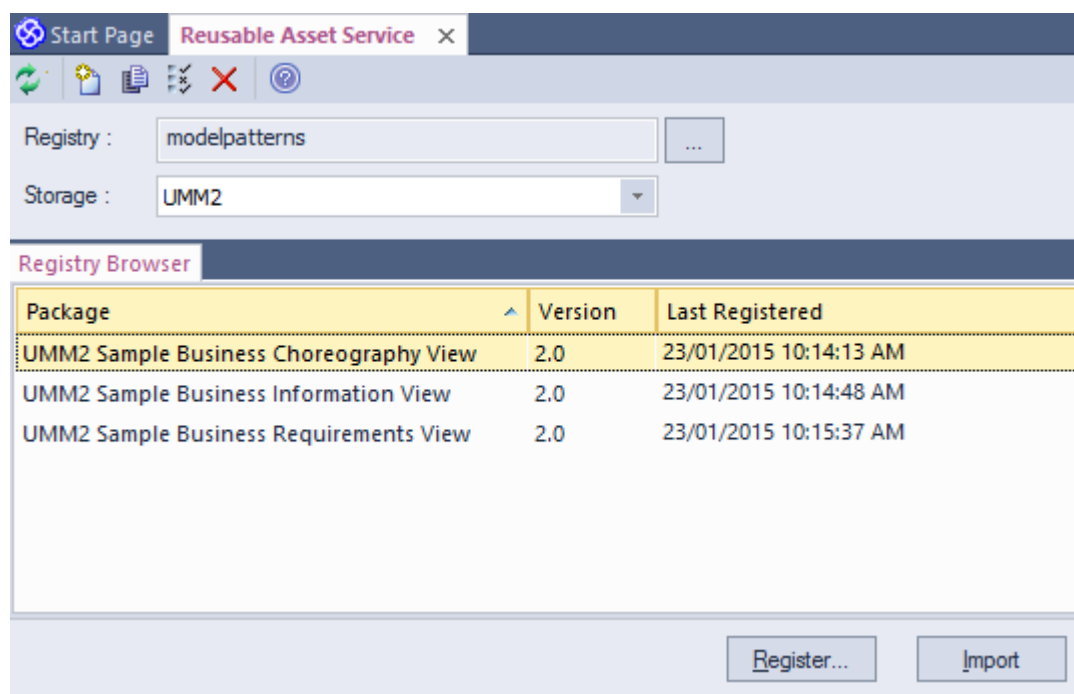 Start Page Reusable Asset Service
Registry : modelpatterns ...
Storage : UMM2
Registry Browser
Package Version Last Registered
UMM2 Sample Business Choreography View 2.0 23/01/2015 10:14:13 AM
UMM2 Sample Business Information View 2.0 23/01/2015 10:14:48 AM
UMM2 Sample Business Requirements View 2.0 23/01/2015 10:15:37 AM
Register... Import